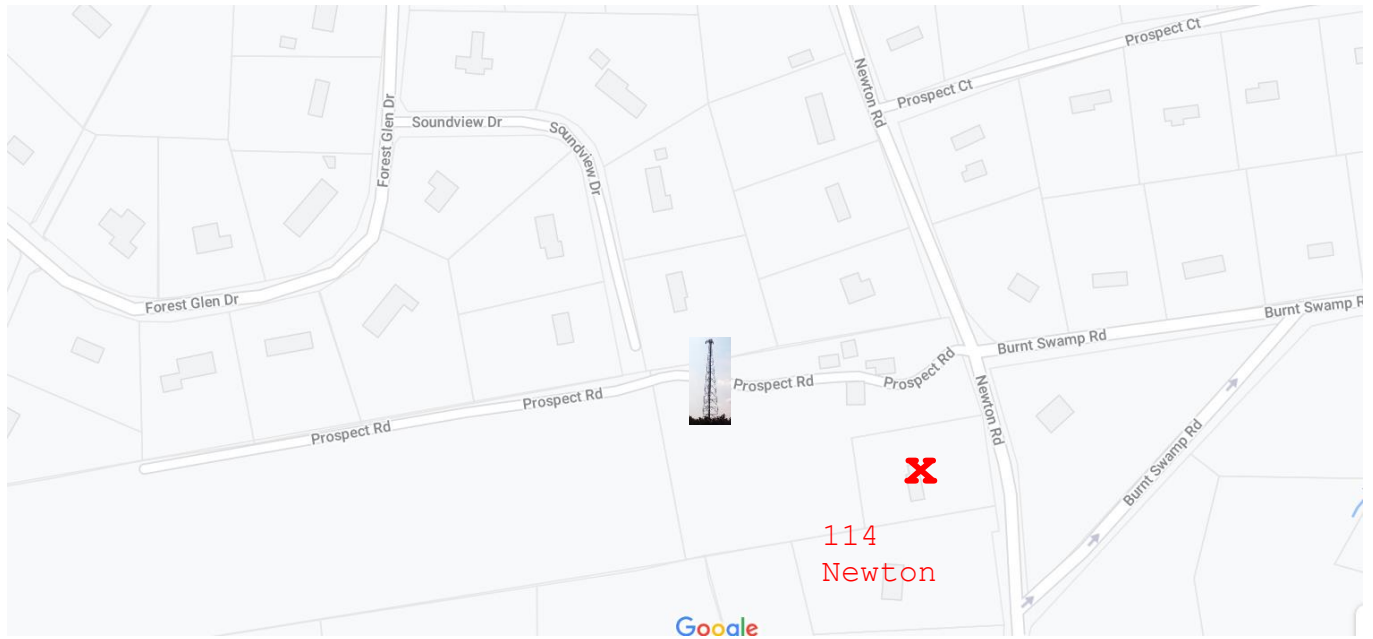 Prospect Ct
Newton Rd
Prospect Ct
Forest Glen Dr
Soundview Dr
Soundview Dr
Forest Glen Dr
Burnt Swamp R
Burnt Swamp Rd
Prospect Rd
Prospect Rd
Prospect Rd
Prospect Rd
Newton Rd
Burnt Swamp Rd
x
114
Newton
Google